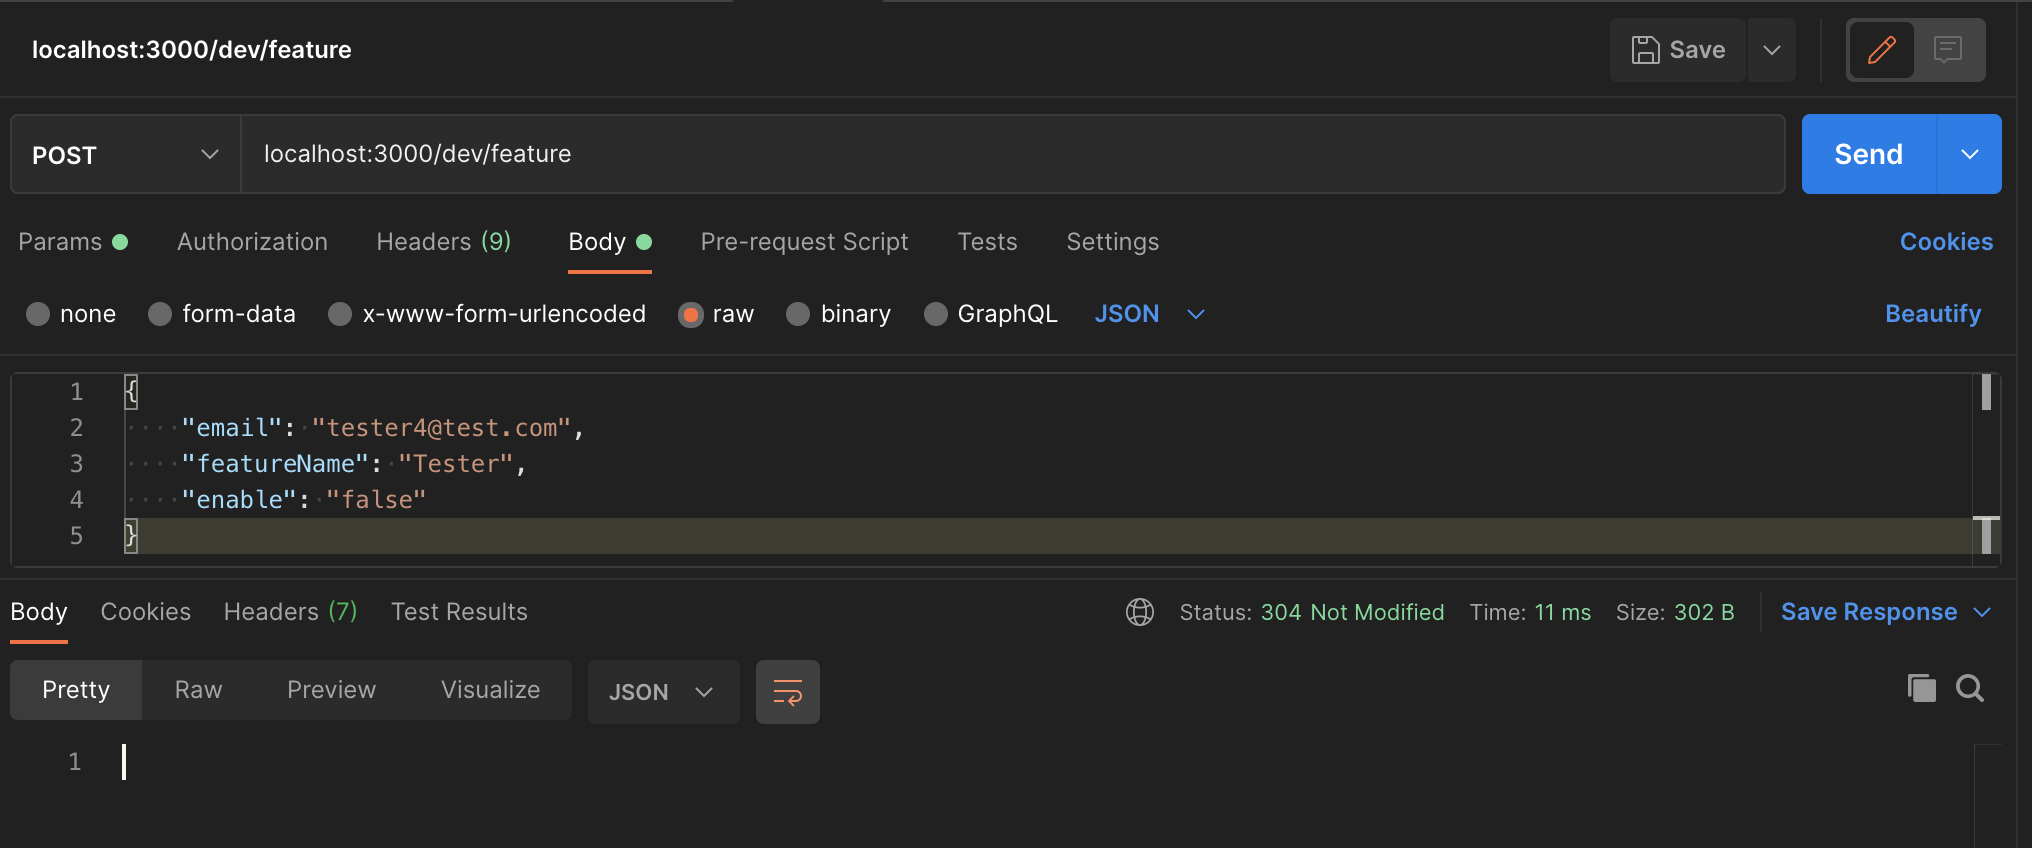 localhost:3000/dev/feature
Save
POST
localhost:3000/dev/feature
Send
Params
Authorization
Headers (9)
Body
Pre-request Script
Tests
Settings
Cookies
none
form-data
x-www-form-urlencoded
raw
binary
GraphQL
JSON
Beautify
1 {
2 "email": "tester4@test.com",
3 "featureName": "Tester",
4 "enable": "false"
5 }
Body
Cookies
Headers (7)
Test Results
Status: 304 Not Modified
Time: 11 ms
Size: 302 B
Save Response
Pretty
Raw
Preview
Visualize
JSON
1